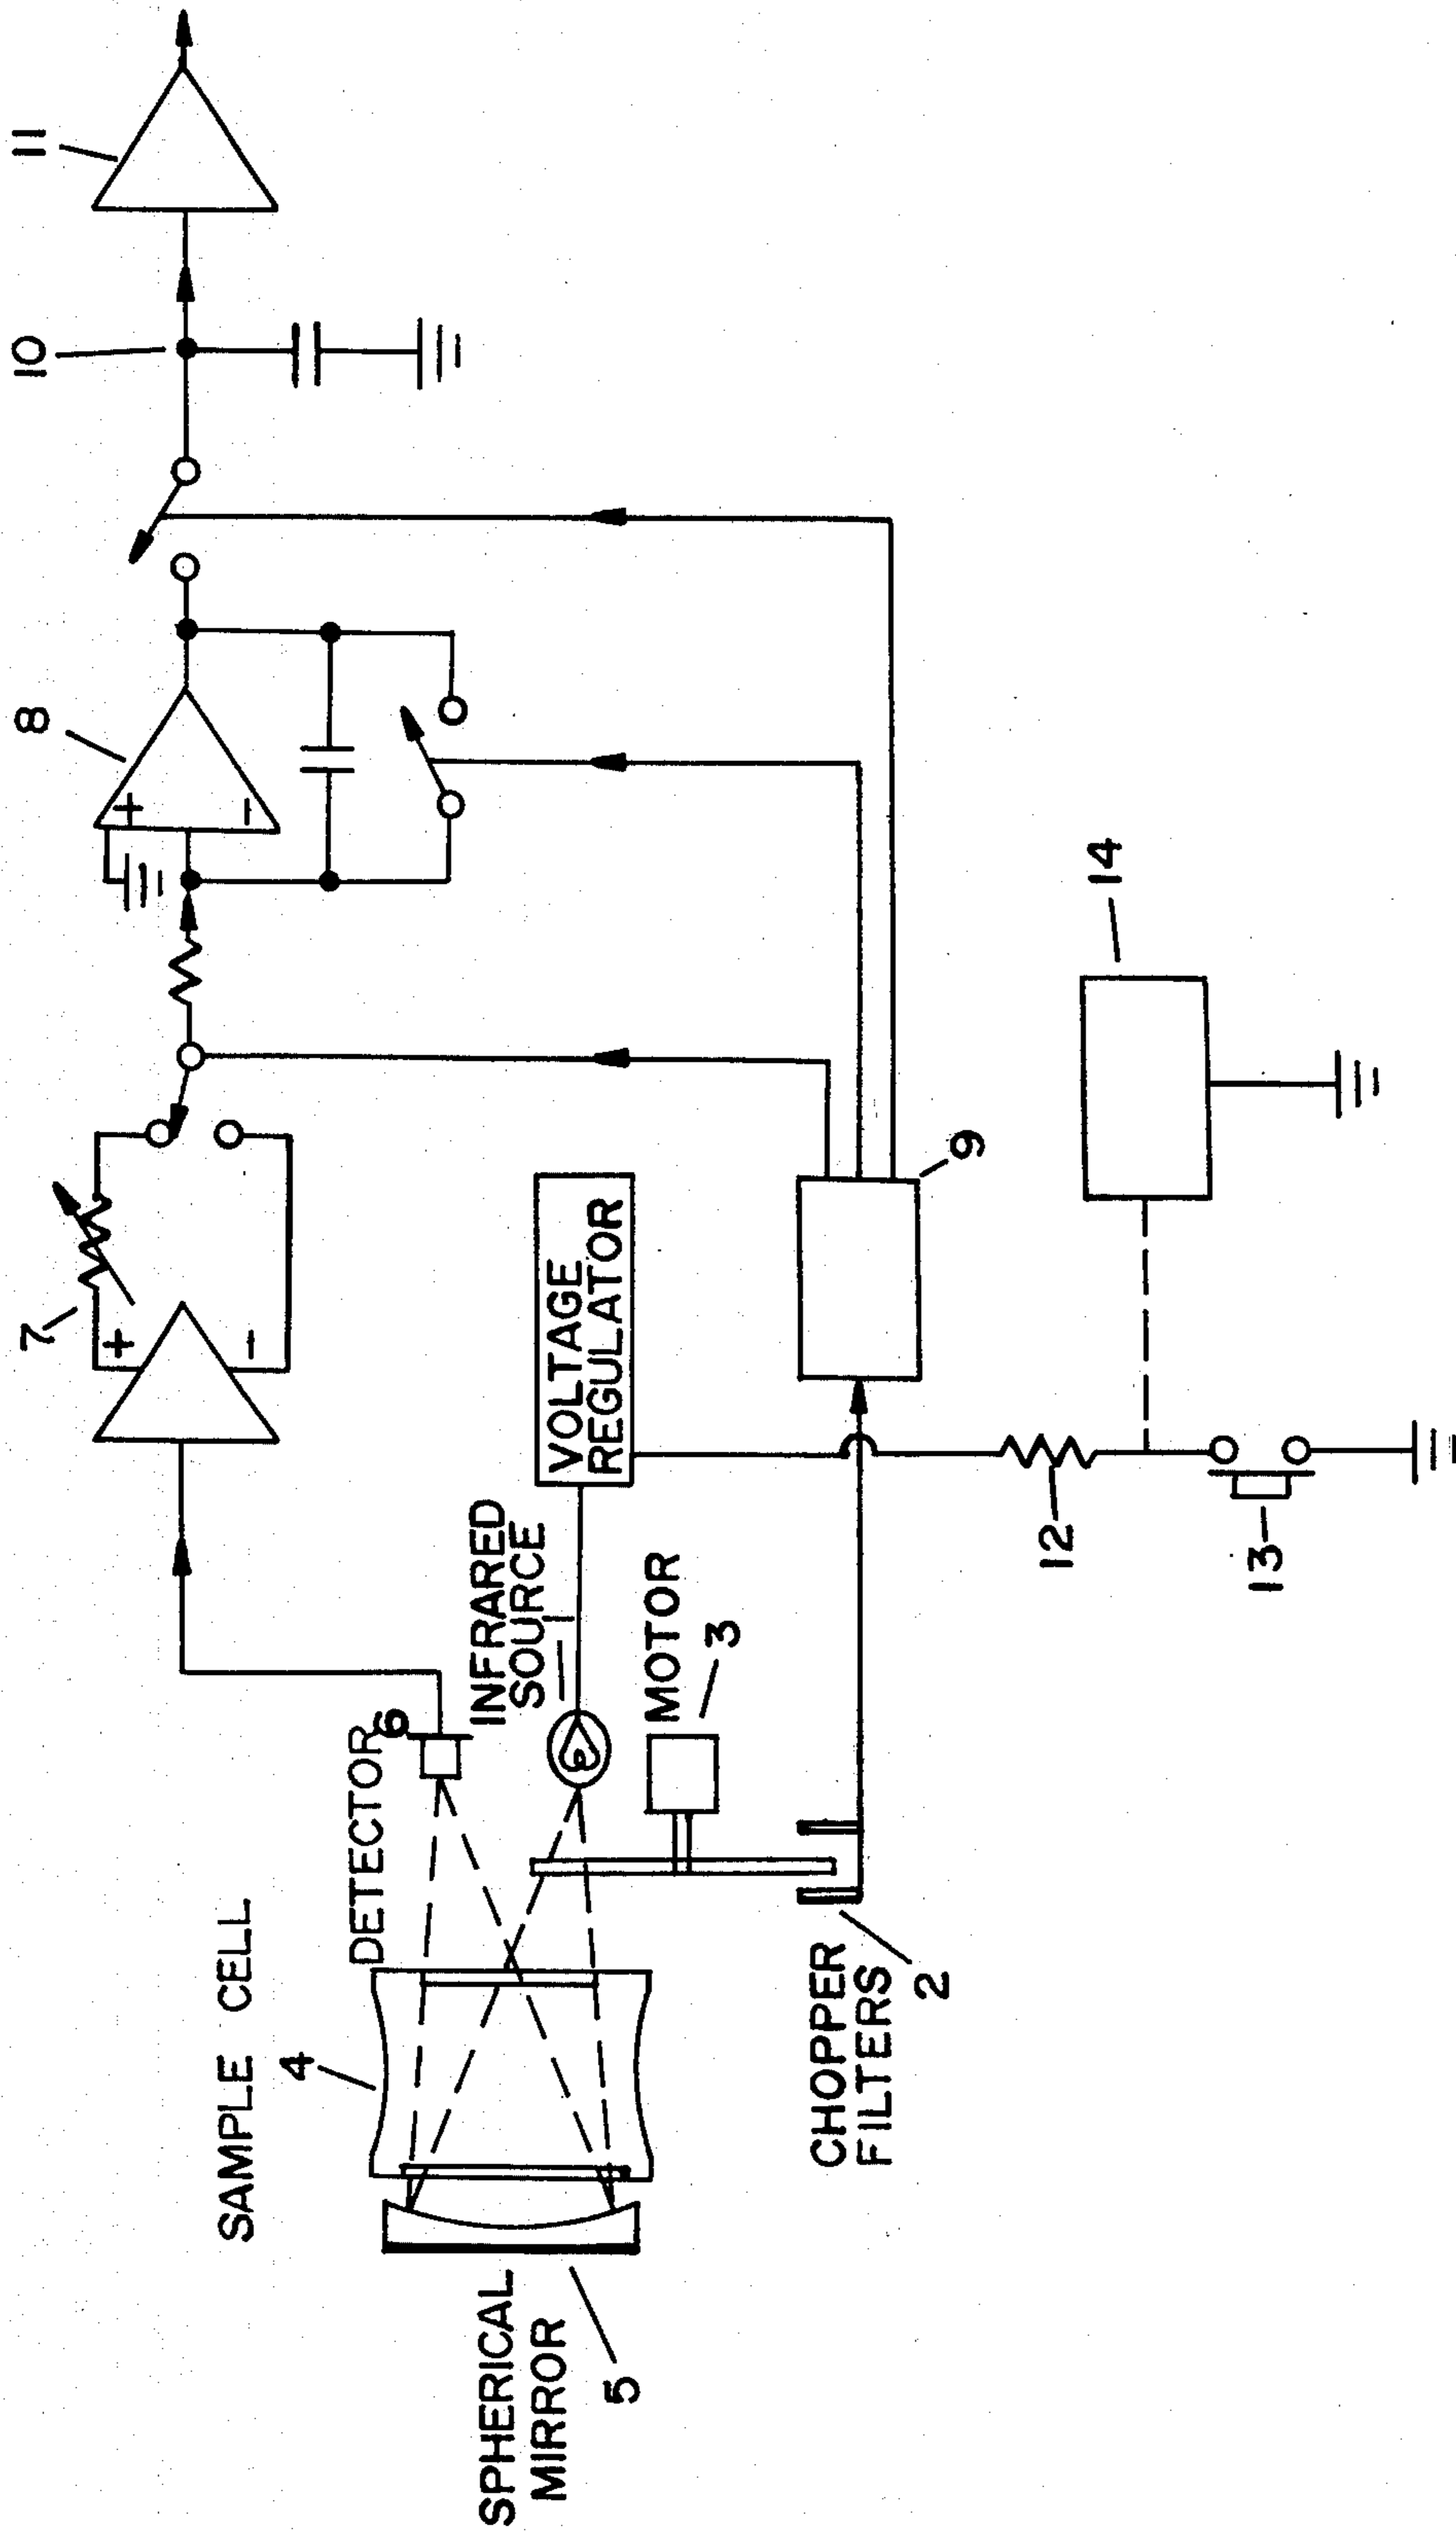 11
10
8
7
+
-
+
-
14
9
VOLTAGE
REGULATOR
12
13
INFRARED
SOURCE
1
MOTOR
3
DETECTOR
6
SAMPLE CELL
4
CHOPPER
FILTERS
2
SPHERICAL
MIRROR
5